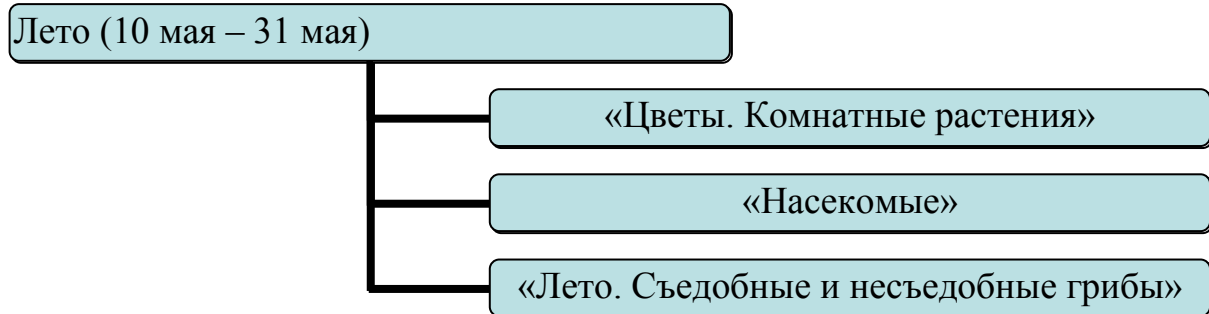 Лето (10 мая – 31 мая)
«Цветы. Комнатные растения»
«Насекомые»
«Лето. Съедобные и несъедобные грибы»